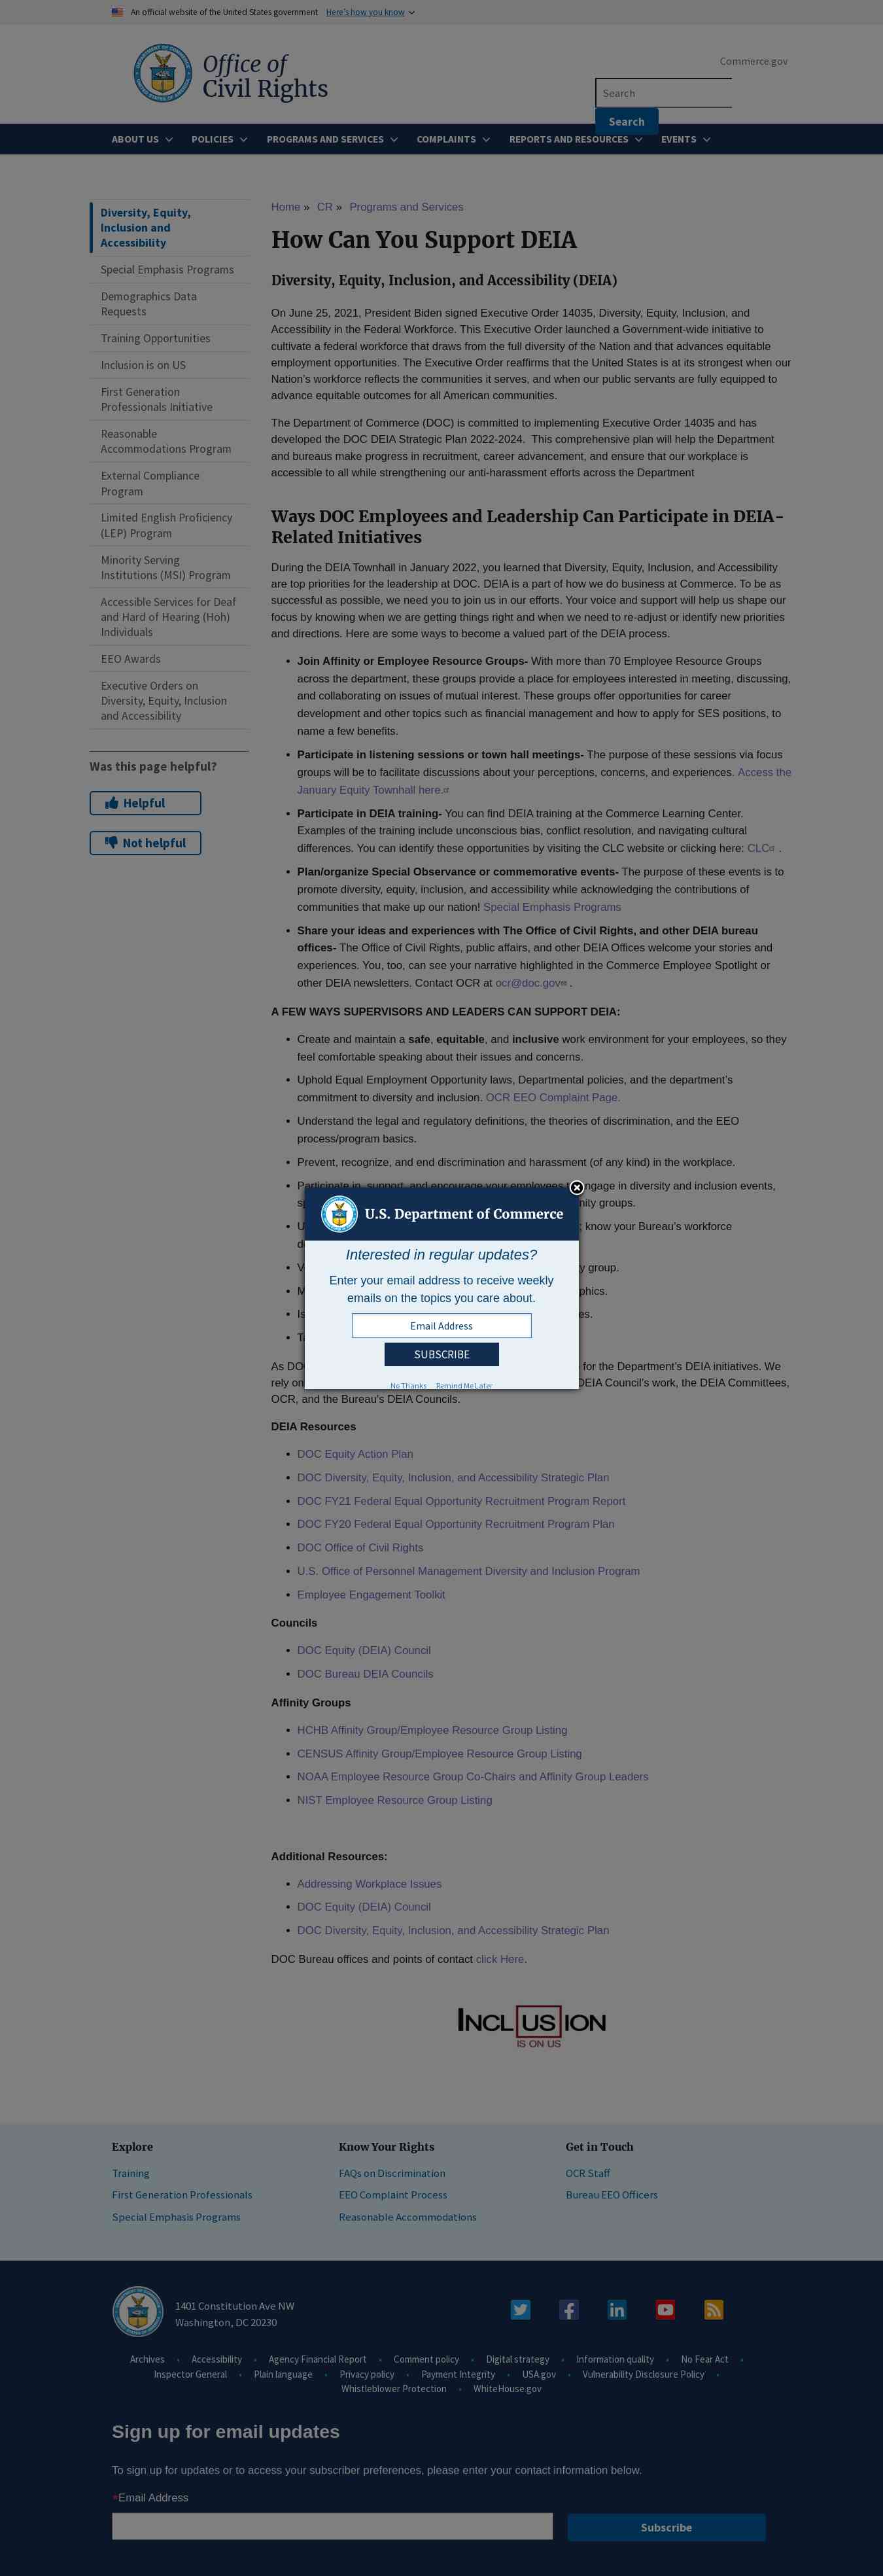 An official website of the United States government Here's how you know
Office of
Civil Rights
Commerce.gov
Search
Search
ABOUT US POLICIES PROGRAMS AND SERVICES COMPLAINTS REPORTS AND RESOURCES EVENTS
Diversity, Equity,
Inclusion and
Accessibility
Special Emphasis Programs
Demographics Data
Requests
Training Opportunities
Inclusion is on US
First Generation
Professionals Initiative
Reasonable
Accommodations Program
External Compliance
Program
Limited English Proficiency
(LEP) Program
Minority Serving
Institutions (MSI) Program
Accessible Services for Deaf
and Hard of Hearing (Hoh)
Individuals
EEO Awards
Executive Orders on
Diversity, Equity, Inclusion
and Accessibility
Was this page helpful?
Helpful
Not helpful
Home » CR » Programs and Services
How Can You Support DEIA
Diversity, Equity, Inclusion, and Accessibility (DEIA)
On June 25, 2021, President Biden signed Executive Order 14035, Diversity, Equity, Inclusion, and
Accessibility in the Federal Workforce. This Executive Order launched a Government-wide initiative to
cultivate a federal workforce that draws from the full diversity of the Nation and that advances equitable
employment opportunities. The Executive Order reaffirms that the United States is at its strongest when our
Nation's workforce reflects the communities it serves, and when our public servants are fully equipped to
advance equitable outcomes for all American communities.
The Department of Commerce (DOC) is committed to implementing Executive Order 14035 and has
developed the DOC DEIA Strategic Plan 2022-2024. This comprehensive plan will help the Department
and bureaus make progress in recruitment, career advancement, and ensure that our workplace is
accessible to all while strengthening our anti-harassment efforts across the Department
Ways DOC Employees and Leadership Can Participate in DEIA-
Related Initiatives
During the DEIA Townhall in January 2022, you learned that Diversity, Equity, Inclusion, and Accessibility
are top priorities for the leadership at DOC. DEIA is a part of how we do business at Commerce. To be as
successful as possible, we need you to join us in our efforts. Your voice and support will help us shape our
focus by knowing when we are getting things right and when we need to re-adjust or identify new priorities
and directions. Here are some ways to become a valued part of the DEIA process.
• Join Affinity or Employee Resource Groups- With more than 70 Employee Resource Groups
across the department, these groups provide a place for employees interested in meeting, discussing,
and collaborating on issues of mutual interest. These groups offer opportunities for career
development and other topics such as financial management and how to apply for SES positions, to
name a few benefits.
• Participate in listening sessions or town hall meetings- The purpose of these sessions via focus
groups will be to facilitate discussions about your perceptions, concerns, and experiences. Access the
January Equity Townhall here.
• Participate in DEIA training- You can find DEIA training at the Commerce Learning Center.
Examples of the training include unconscious bias, conflict resolution, and navigating cultural
differences. You can identify these opportunities by visiting the CLC website or clicking here: CLC .
• Plan/organize Special Observance or commemorative events- The purpose of these events is to
promote diversity, equity, inclusion, and accessibility while acknowledging the contributions of
communities that make up our nation! Special Emphasis Programs
• Share your ideas and experiences with The Office of Civil Rights, and other DEIA bureau
offices- The Office of Civil Rights, public affairs, and other DEIA Offices welcome your stories and
experiences. You, too, can see your narrative highlighted in the Commerce Employee Spotlight or
other DEIA newsletters. Contact OCR at ocr@doc.gov .
A FEW WAYS SUPERVISORS AND LEADERS CAN SUPPORT DEIA:
• Create and maintain a safe, equitable, and inclusive work environment for your employees, so they
feel comfortable speaking about their issues and concerns.
• Uphold Equal Employment Opportunity laws, Departmental policies, and the department's
commitment to diversity and inclusion. OCR EEO Complaint Page.
• Understand the legal and regulatory definitions, the theories of discrimination, and the EEO
process/program basics.
• Prevent, recognize, and end discrimination and harassment (of any kind) in the workplace.
• Participate in, support, and encourage your employees to engage in diversity and inclusion events,
groups.
know your Bureau's workforce
group.
As DOC for the Department's DEIA initiatives. We
rely on DEIA Council's work, the DEIA Committees,
OCR, and the Bureau's DEIA Councils.
U.S. Department of Commerce
Interested in regular updates?
Enter your email address to receive weekly
emails on the topics you care about.
Email Address
SUBSCRIBE
No Thanks Remind Me Later
DEIA Resources
• DOC Equity Action Plan
• DOC Diversity, Equity, Inclusion, and Accessibility Strategic Plan
• DOC FY21 Federal Equal Opportunity Recruitment Program Report
• DOC FY20 Federal Equal Opportunity Recruitment Program Plan
• DOC Office of Civil Rights
• U.S. Office of Personnel Management Diversity and Inclusion Program
• Employee Engagement Toolkit
Councils
• DOC Equity (DEIA) Council
• DOC Bureau DEIA Councils
Affinity Groups
• HCHB Affinity Group/Employee Resource Group Listing
• CENSUS Affinity Group/Employee Resource Group Listing
• NOAA Employee Resource Group Co-Chairs and Affinity Group Leaders
• NIST Employee Resource Group Listing
Additional Resources:
• Addressing Workplace Issues
• DOC Equity (DEIA) Council
• DOC Diversity, Equity, Inclusion, and Accessibility Strategic Plan
DOC Bureau offices and points of contact click Here.
INCLUSION
IS ON US
Explore
Training
First Generation Professionals
Special Emphasis Programs
Know Your Rights
FAQs on Discrimination
EEO Complaint Process
Reasonable Accommodations
Get in Touch
OCR Staff
Bureau EEO Officers
1401 Constitution Ave NW
Washington, DC 20230
Archives • Accessibility • Agency Financial Report • Comment policy • Digital strategy • Information quality • No Fear Act •
Inspector General • Plain language • Privacy policy • Payment Integrity • USA.gov • Vulnerability Disclosure Policy •
Whistleblower Protection • WhiteHouse.gov
Sign up for email updates
To sign up for updates or to access your subscriber preferences, please enter your contact information below.
*Email Address
Subscribe